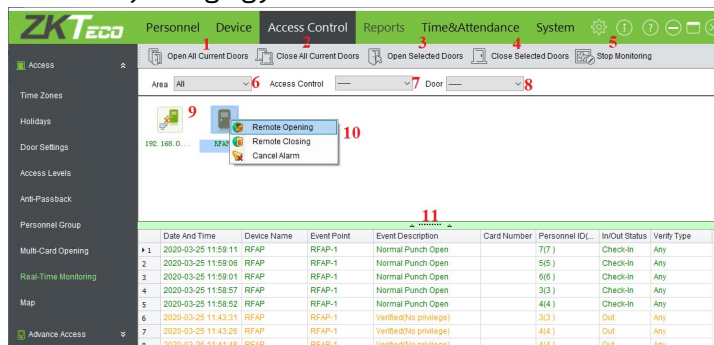 ZKTeco Personnel Device Access Control Reports Time&Attendance System
1 2 3 4 5
Open All Current Doors Close All Current Doors Open Selected Doors Close Selected Doors Stop Monitoring
Access
Area All 6 Access Control ----- 7 Door ----- 8
Time Zones
9
Holidays
Remote Opening 10
192.168.0... RFAP
Remote Closing
Door Settings
Cancel Alarm
Access Levels
Anti-Passback
Personnel Group
11
Date And Time Device Name Event Point Event Description Card Number Personnel ID(... In/Out Status Verify Type
1 2020-03-25 11:59:11 RFAP RFAP-1 Normal Punch Open 7(7 ) Check-In Any
Multi-Card Opening
2 2020-03-25 11:59:06 RFAP RFAP-1 Normal Punch Open 5(5 ) Check-In Any
3 2020-03-25 11:59:01 RFAP RFAP-1 Normal Punch Open 6(6 ) Check-In Any
Real-Time Monitoring
4 2020-03-25 11:58:57 RFAP RFAP-1 Normal Punch Open 3(3 ) Check-In Any
5 2020-03-25 11:58:52 RFAP RFAP-1 Normal Punch Open 4(4 ) Check-In Any
Map
6 2020-03-25 11:43:31 RFAP RFAP-1 Verified(No privilege) 3(3 ) Out Any
7 2020-03-25 11:43:26 RFAP RFAP-1 Verified(No privilege) 4(4 ) Out Any
Advance Access